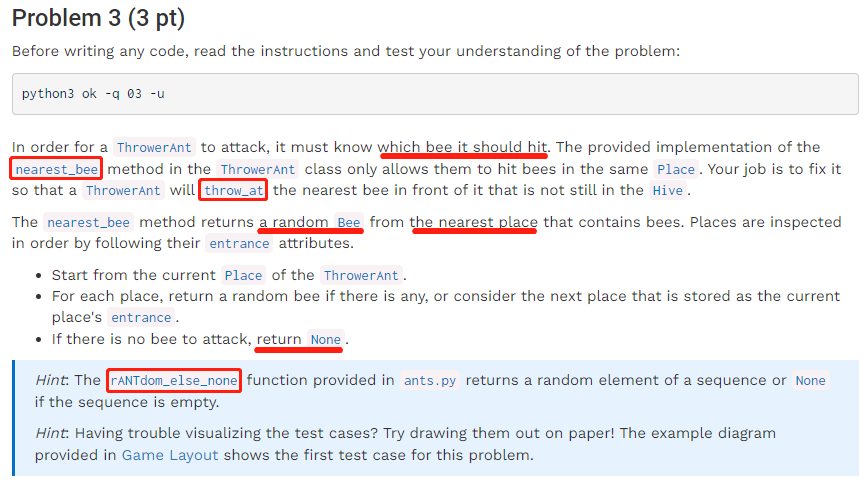 Problem 3 (3 pt)
Before writing any code, read the instructions and test your understanding of the problem:
python3 ok -q 03 -u
In order for a ThrowerAnt to attack, it must know which bee it should hit. The provided implementation of the
nearest_bee method in the ThrowerAnt class only allows them to hit bees in the same Place. Your job is to fix it
so that a ThrowerAnt will throw_at the nearest bee in front of it that is not still in the Hive.
The nearest_bee method returns a random Bee from the nearest place that contains bees. Places are inspected
in order by following their entrance attributes.
• Start from the current Place of the ThrowerAnt.
• For each place, return a random bee if there is any, or consider the next place that is stored as the current
place's entrance.
• If there is no bee to attack, return None.
Hint: The rANTdom_else_none function provided in ants.py returns a random element of a sequence or None
if the sequence is empty.
Hint: Having trouble visualizing the test cases? Try drawing them out on paper! The example diagram
provided in Game Layout shows the first test case for this problem.